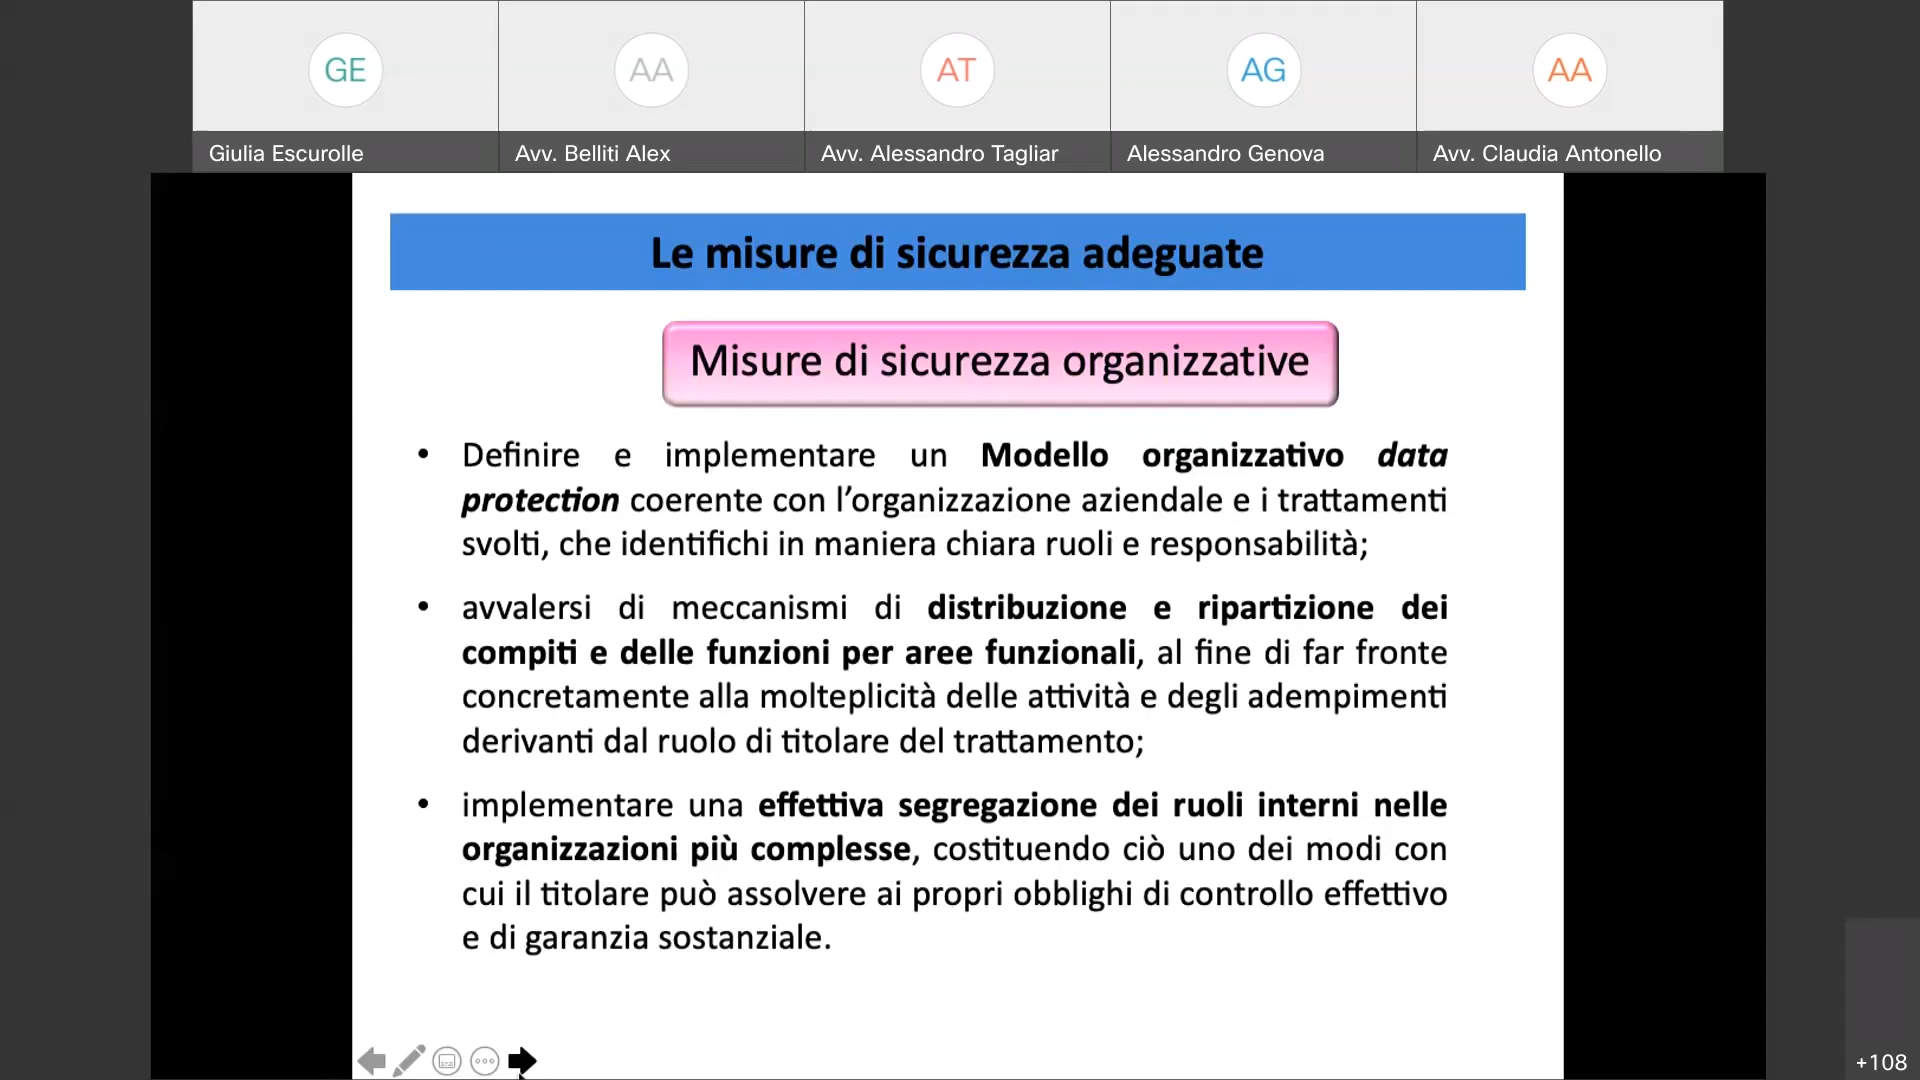 GE
AA
AT
AG
AA
Giulia Escurolle
Avv. Belliti Alex
Avv. Alessandro Tagliar
Alessandro Genova
Avv. Claudia Antonello
Le misure di sicurezza adeguate
Misure di sicurezza organizzative
• Definire e implementare un Modello organizzativo data
protection coerente con l’organizzazione aziendale e i trattamenti
svolti, che identifichi in maniera chiara ruoli e responsabilità;
• avvalersi di meccanismi di distribuzione e ripartizione dei
compiti e delle funzioni per aree funzionali, al fine di far fronte
concretamente alla molteplicità delle attività e degli adempimenti
derivanti dal ruolo di titolare del trattamento;
• implementare una effettiva segregazione dei ruoli interni nelle
organizzazioni più complesse, costituendo ciò uno dei modi con
cui il titolare può assolvere ai propri obblighi di controllo effettivo
e di garanzia sostanziale.
+108